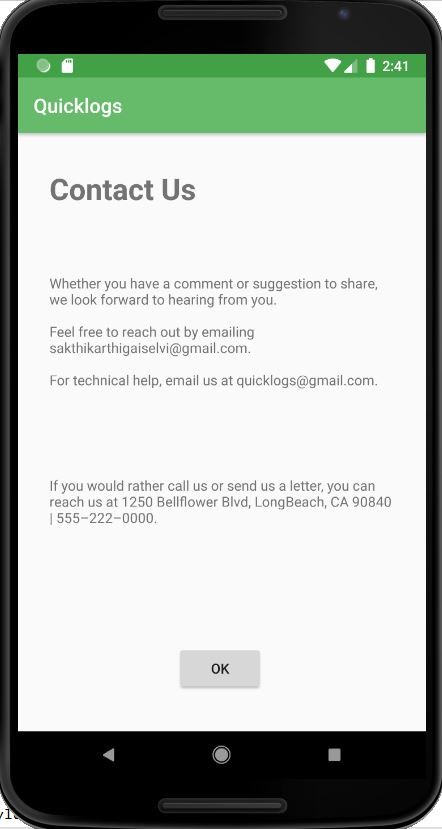 2:41
Quicklogs
Contact Us
Whether you have a comment or suggestion to share,
we look forward to hearing from you.
Feel free to reach out by emailing
sakthikarthigaiselvi@gmail.com.
For technical help, email us at quicklogs@gmail.com.
If you would rather call us or send us a letter, you can
reach us at 1250 Bellflower Blvd, LongBeach, CA 90840
| 555–222–0000.
OK